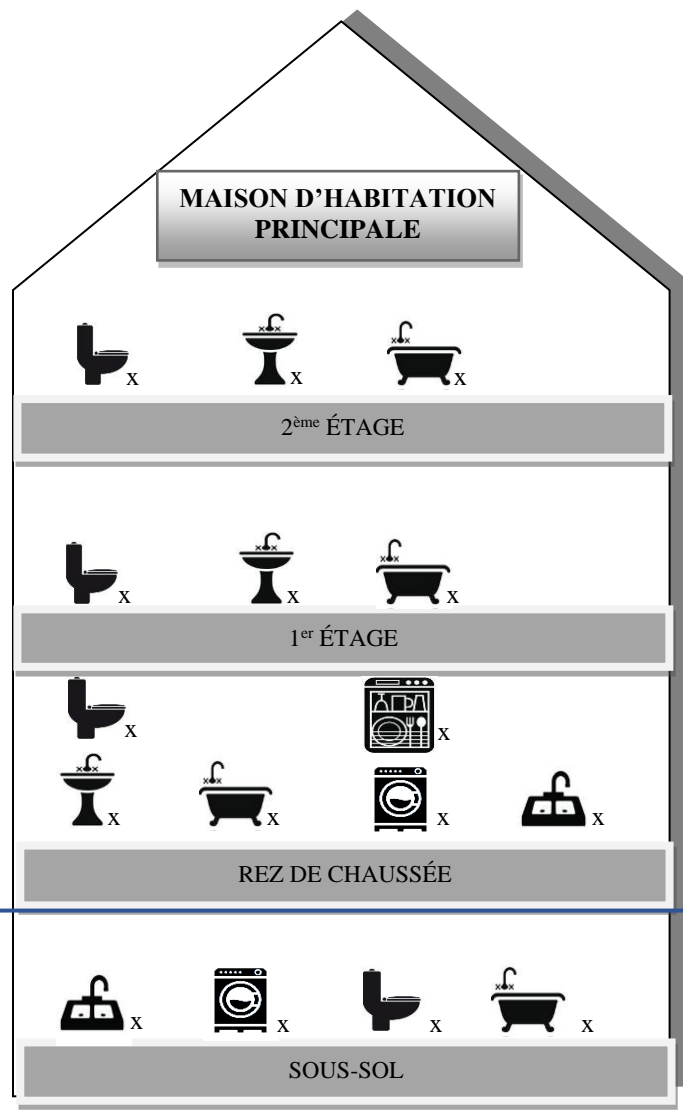 MAISON D'HABITATION
PRINCIPALE
x x x
2ème ÉTAGE
x x x
1er ÉTAGE
x x
x x x x
REZ DE CHAUSSÉE
x x x x
SOUS-SOL